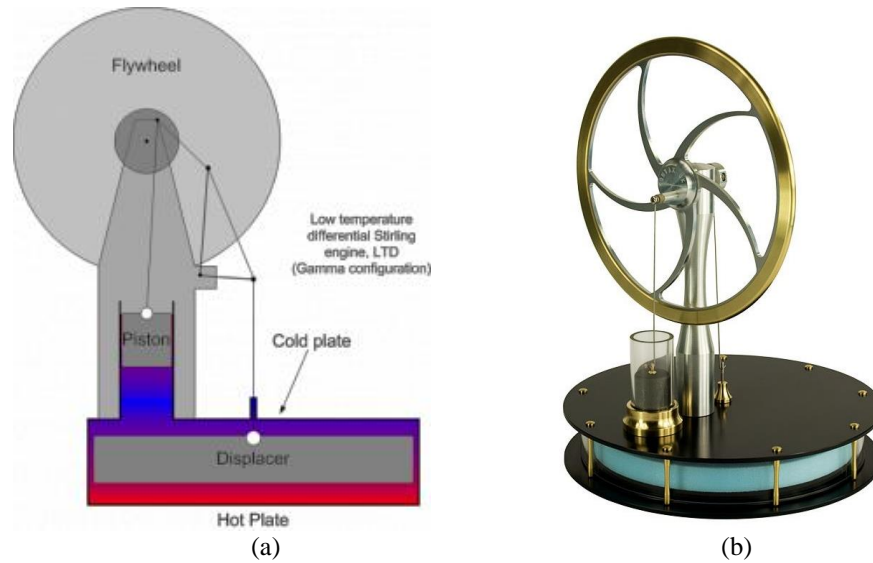 Flywheel
Low temperature
differential Stirling
engine, LTD
(Gamma configuration)
Piston
Cold plate
Displacer
Hot Plate
(a)
(b)